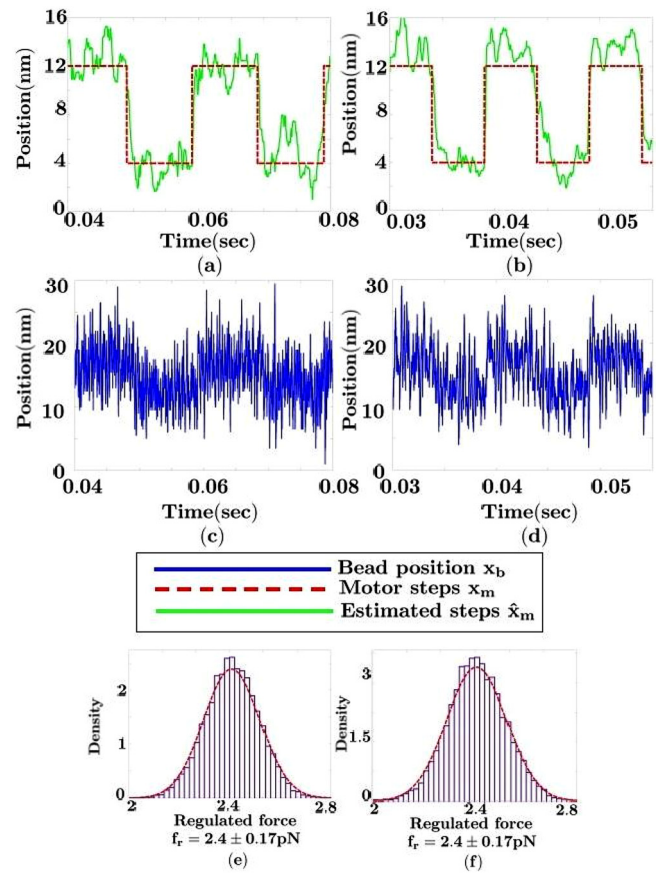 16
12
8
4
0
Position(nm)
0.04
0.06
0.08
Time(sec)
(a)
16
12
8
4
0
Position(nm)
0.03
0.04
0.05
Time(sec)
(b)
30
20
10
0
Position(nm)
0.04
0.06
0.08
Time(sec)
(c)
30
20
10
0
Position(nm)
0.03
0.04
0.05
Time(sec)
(d)
Bead position x_b
Motor steps x_m
Estimated steps x̂_m
2
1
0
Density
2
2.4
2.8
Regulated force
f_r = 2.4 ± 0.17pN
(e)
3
1.5
0
Density
2
2.4
2.8
Regulated force
f_r = 2.4 ± 0.17pN
(f)